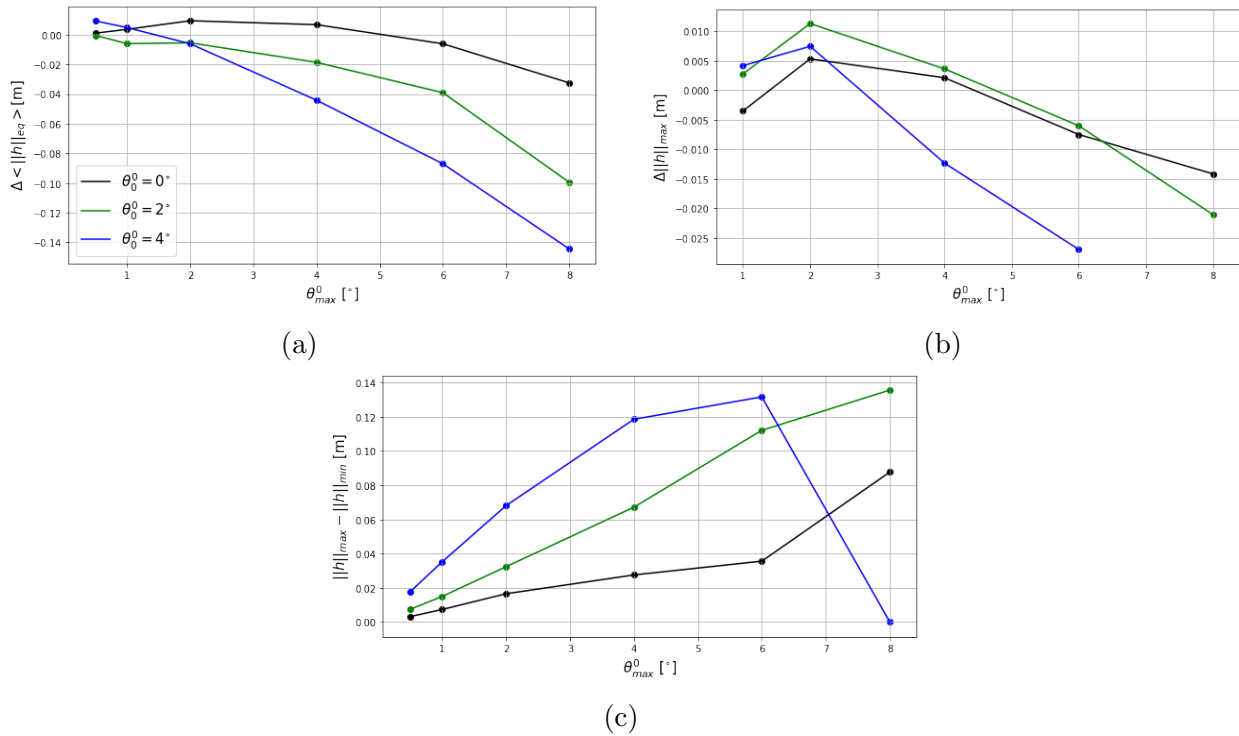 0.00
−0.02
−0.04
−0.06
−0.08
−0.10
−0.12
−0.14
Δ < ||h||eq > [m]
θ₀⁰ = 0°
θ₀⁰ = 2°
θ₀⁰ = 4°
1 2 3 4 5 6 7 8
θ⁰max [°]
(a)
0.010
0.005
0.000
−0.005
−0.010
−0.015
−0.020
−0.025
Δ||h||max [m]
1 2 3 4 5 6 7 8
θ⁰max [°]
(b)
0.14
0.12
0.10
0.08
0.06
0.04
0.02
0.00
||h||max − ||h||min [m]
1 2 3 4 5 6 7 8
θ⁰max [°]
(c)